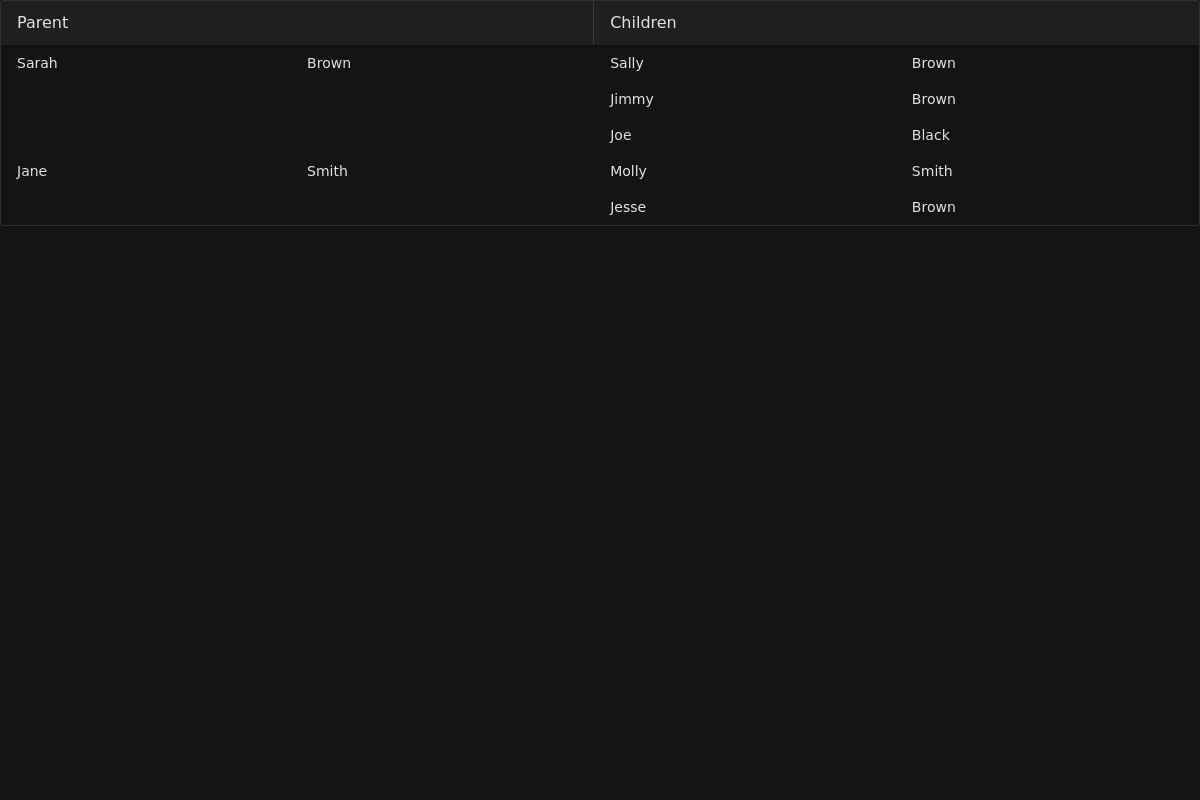 Parent Children
Sarah Brown Sally Brown
Jimmy Brown
Joe Black
Jane Smith Molly Smith
Jesse Brown